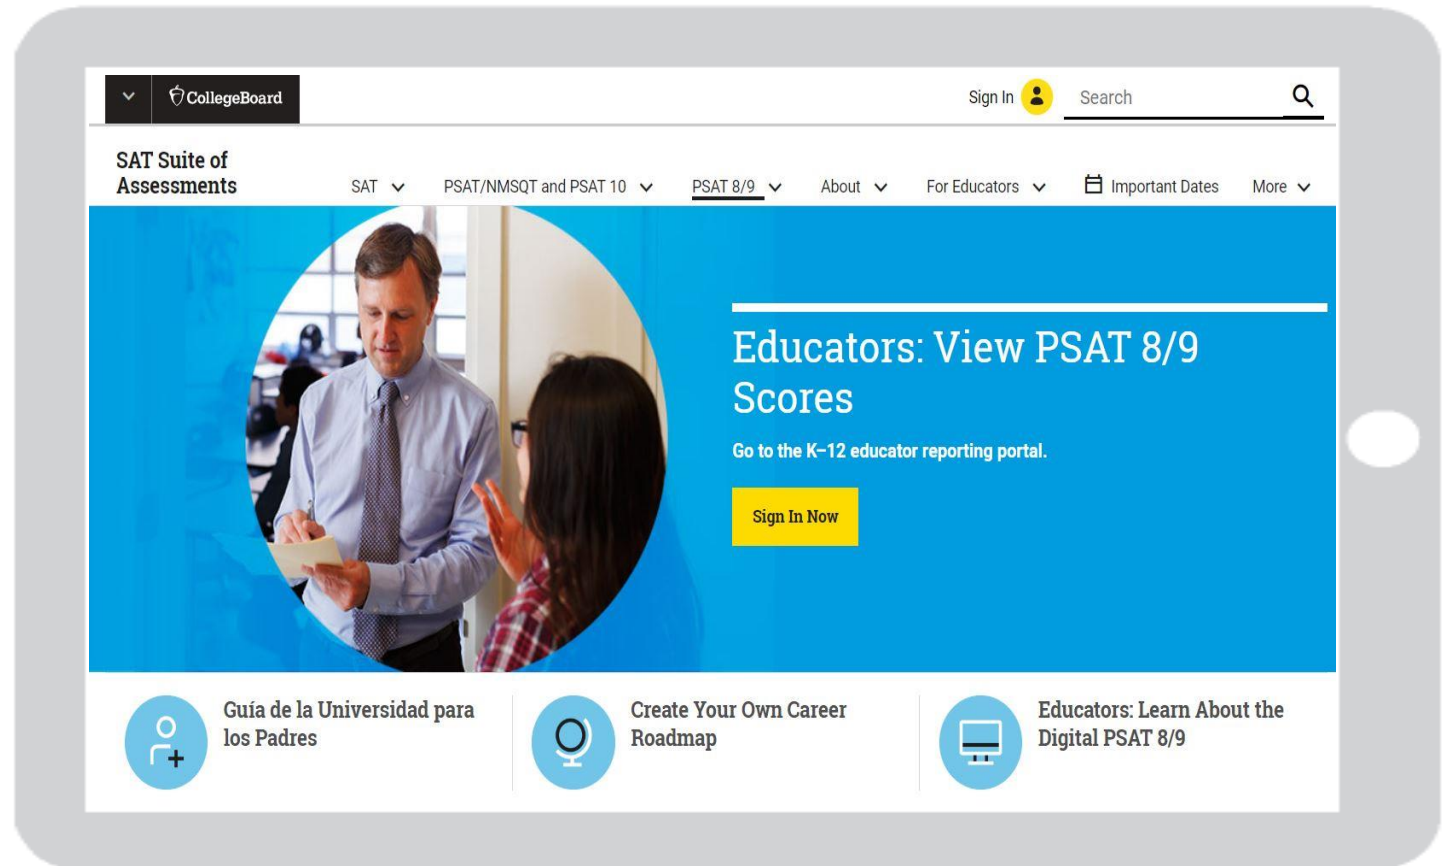 CollegeBoard
Sign In
Search
SAT Suite of
Assessments
SAT
PSAT/NMSQT and PSAT 10
PSAT 8/9
About
For Educators
Important Dates
More
Educators: View PSAT 8/9
Scores
Go to the K–12 educator reporting portal.
Sign In Now
Guía de la Universidad para
los Padres
Create Your Own Career
Roadmap
Educators: Learn About the
Digital PSAT 8/9